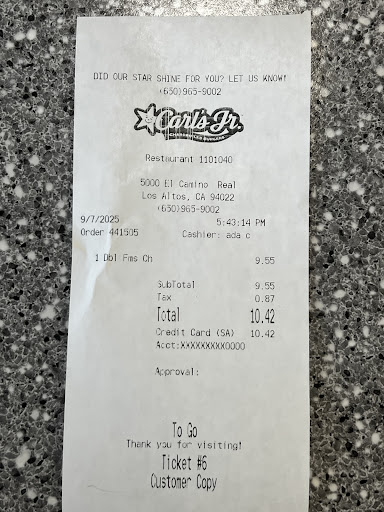 DID OUR STAR SHINE FOR YOU? LET US KNOW!
(650)965-9002
Carl's Jr.
CHARBROILED BURGERS
Restaurant 1101040
5000 El Camino Real
Los Altos, CA 94022
(650)965-9002
9/7/2025 5:43:14 PM
Order 441505 Cashier: ada c
1 Dbl Fms Ch 9.55
SubTotal 9.55
Tax 0.87
Total 10.42
Credit Card (SA) 10.42
Acct:XXXXXXXXX0000
Approval:
To Go
Thank you for visiting!
Ticket #6
Customer Copy